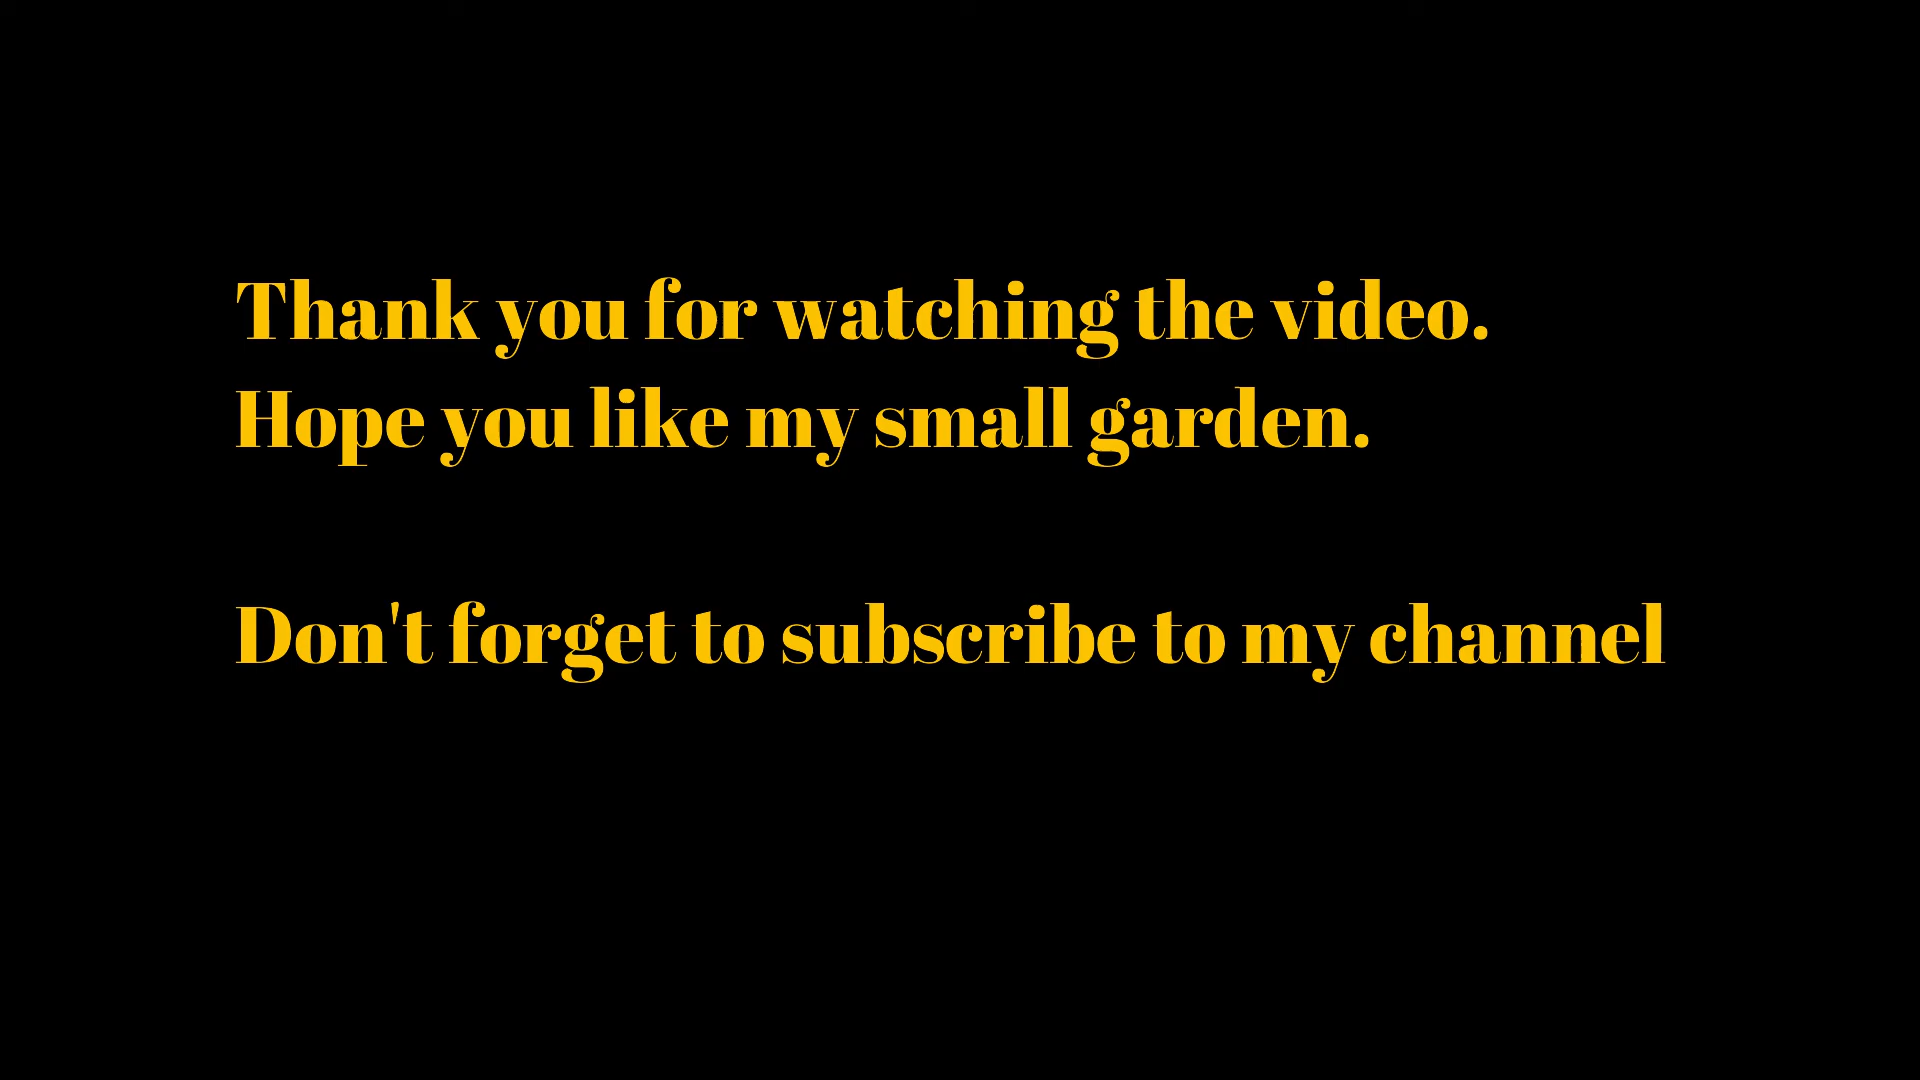 Thank you for watching the video.
Hope you like my small garden.
Don't forget to subscribe to my channel